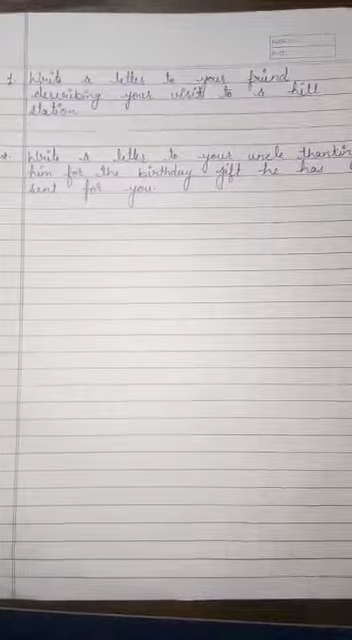 1. Write a letter to your friend
describing your visit to a hill
station
2. Write a letter to your uncle thankin
him for the birthday gift he has
sent for you.